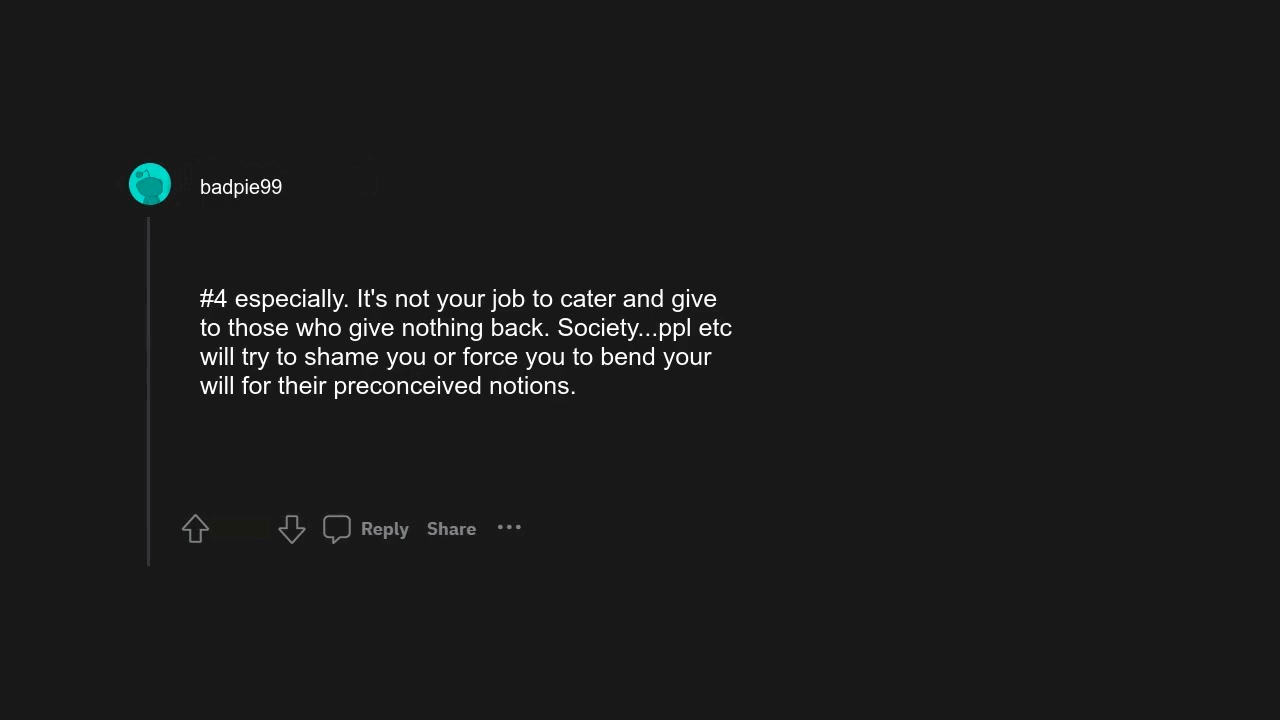 badpie99
#4 especially. It's not your job to cater and give
to those who give nothing back. Society...ppl etc
will try to shame you or force you to bend your
will for their preconceived notions.
Reply Share